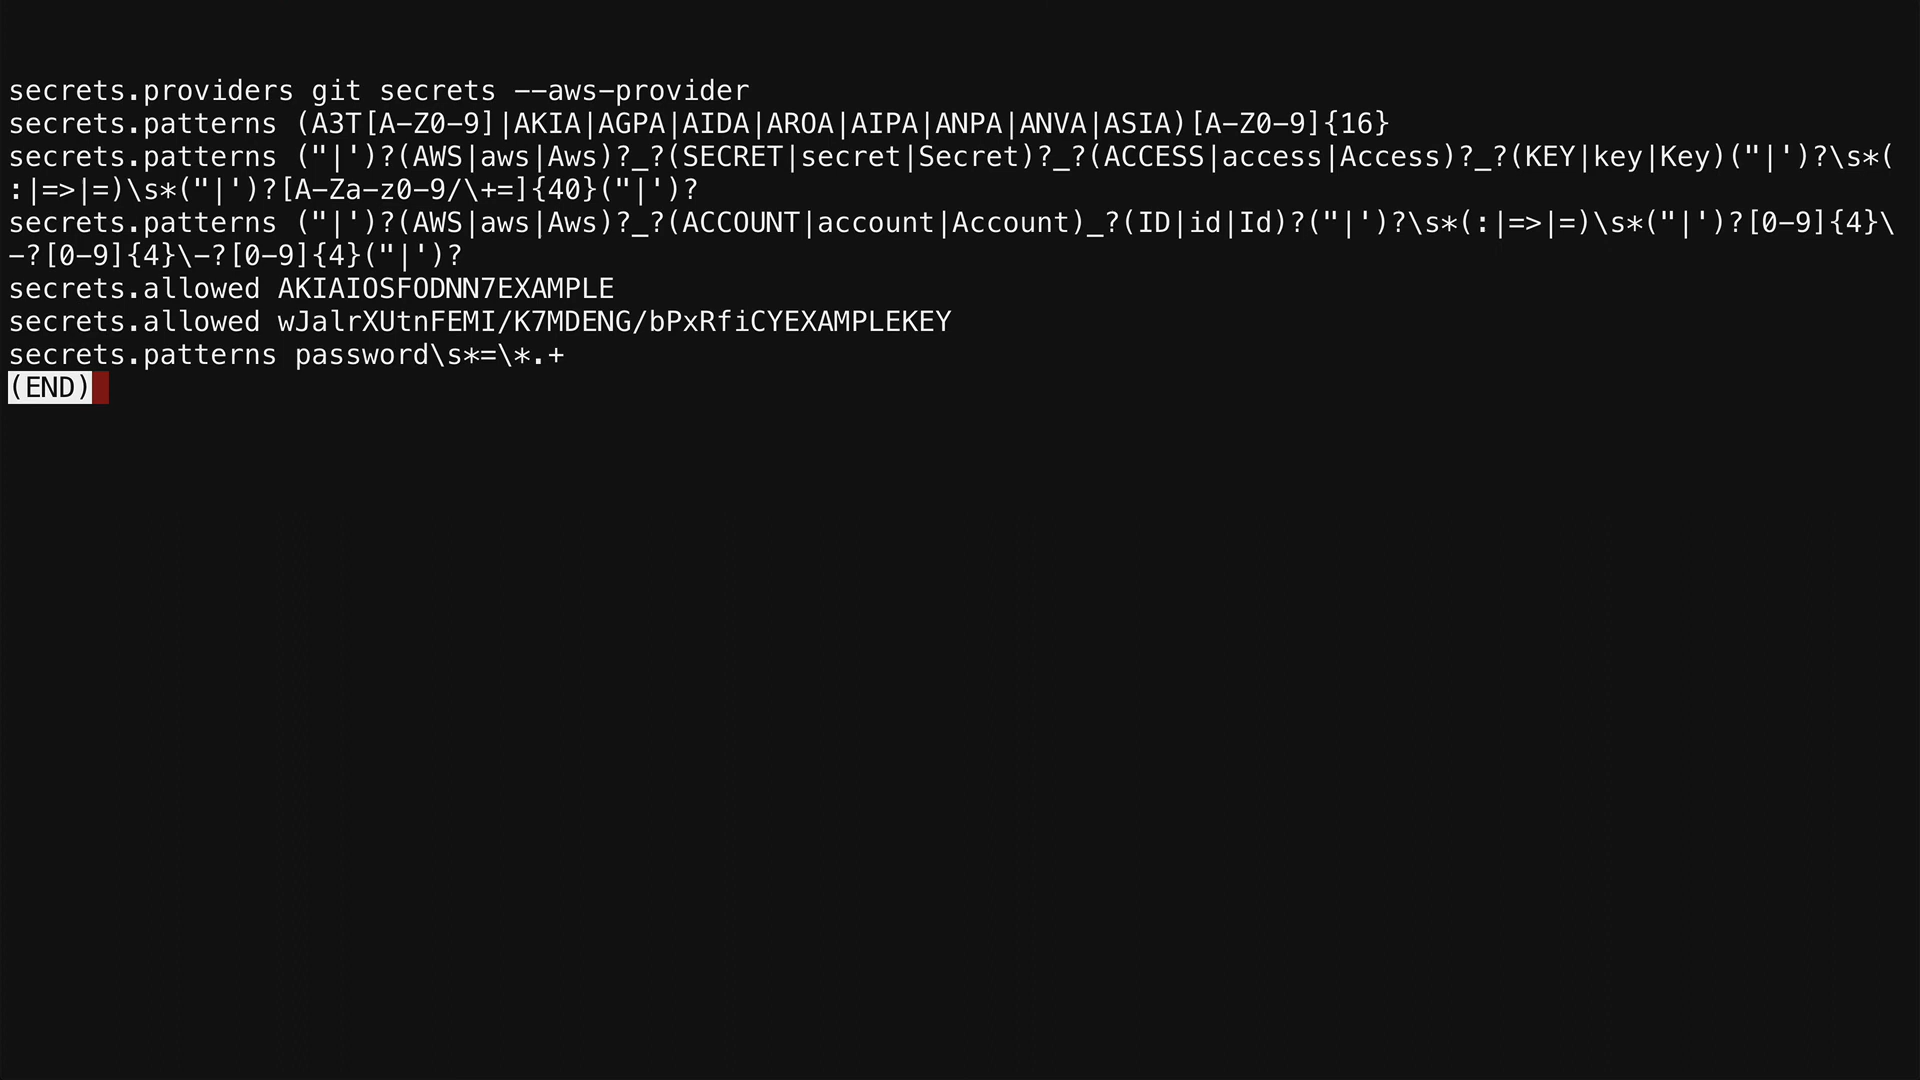 secrets.providers git secrets --aws-provider
secrets.patterns (A3T[A-Z0-9]|AKIA|AGPA|AIDA|AROA|AIPA|ANPA|ANVA|ASIA)[A-Z0-9]{16}
secrets.patterns ("|')?(AWS|aws|Aws)?_?(SECRET|secret|Secret)?_?(ACCESS|access|Access)?_?(KEY|key|Key)("|')?\s*(
:|=>|=)\s*("|')?[A-Za-z0-9/\+=]{40}("|')?
secrets.patterns ("|')?(AWS|aws|Aws)?_?(ACCOUNT|account|Account)_?(ID|id|Id)?("|')?\s*(:|=>|=)\s*("|')?[0-9]{4}\
-?[0-9]{4}\-?[0-9]{4}("|')?
secrets.allowed AKIAIOSFODNN7EXAMPLE
secrets.allowed wJalrXUtnFEMI/K7MDENG/bPxRfiCYEXAMPLEKEY
secrets.patterns password\s*=\*.+
(END)